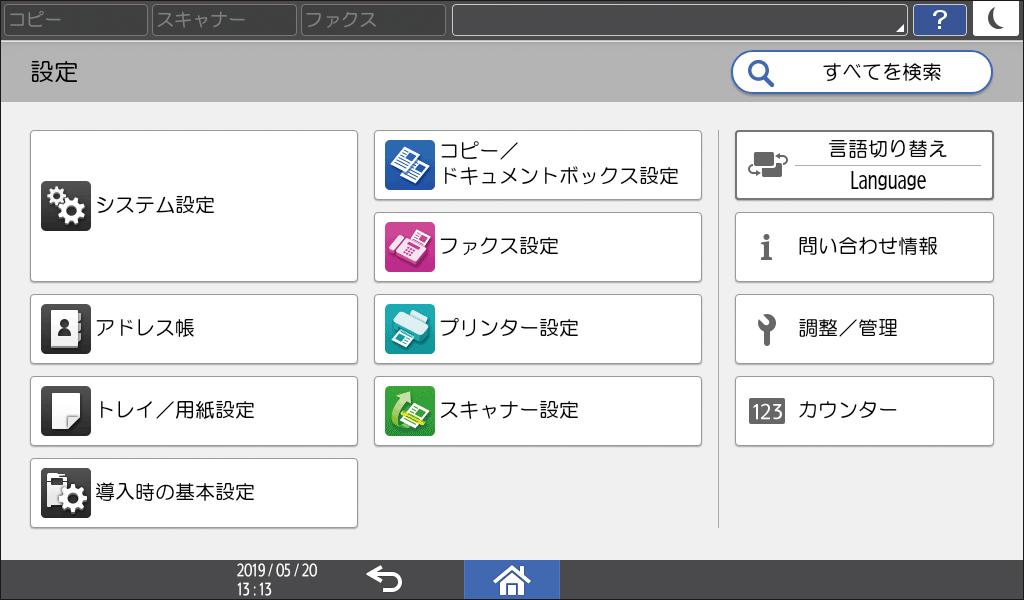 コピー
スキャナー
ファクス
?
設定
すべてを検索
システム設定
アドレス帳
トレイ／用紙設定
導入時の基本設定
コピー／
ドキュメントボックス設定
ファクス設定
プリンター設定
スキャナー設定
言語切り替え
Language
i 問い合わせ情報
調整／管理
123 カウンター
2019 / 05 / 20
13 : 13